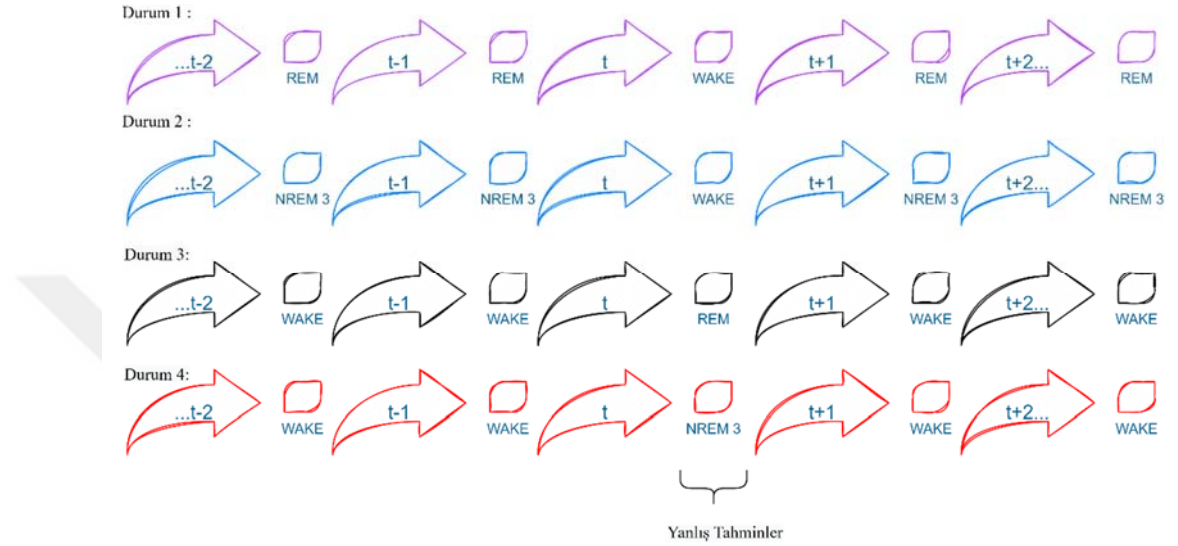 Durum 1 :
...t-2 t-1 t t+1 t+2...
REM REM WAKE REM REM
Durum 2 :
...t-2 t-1 t t+1 t+2...
NREM 3 NREM 3 WAKE NREM 3 NREM 3
Durum 3:
...t-2 t-1 t t+1 t+2...
WAKE WAKE REM WAKE WAKE
Durum 4:
...t-2 t-1 t t+1 t+2...
WAKE WAKE NREM 3 WAKE WAKE
Yanlış Tahminler